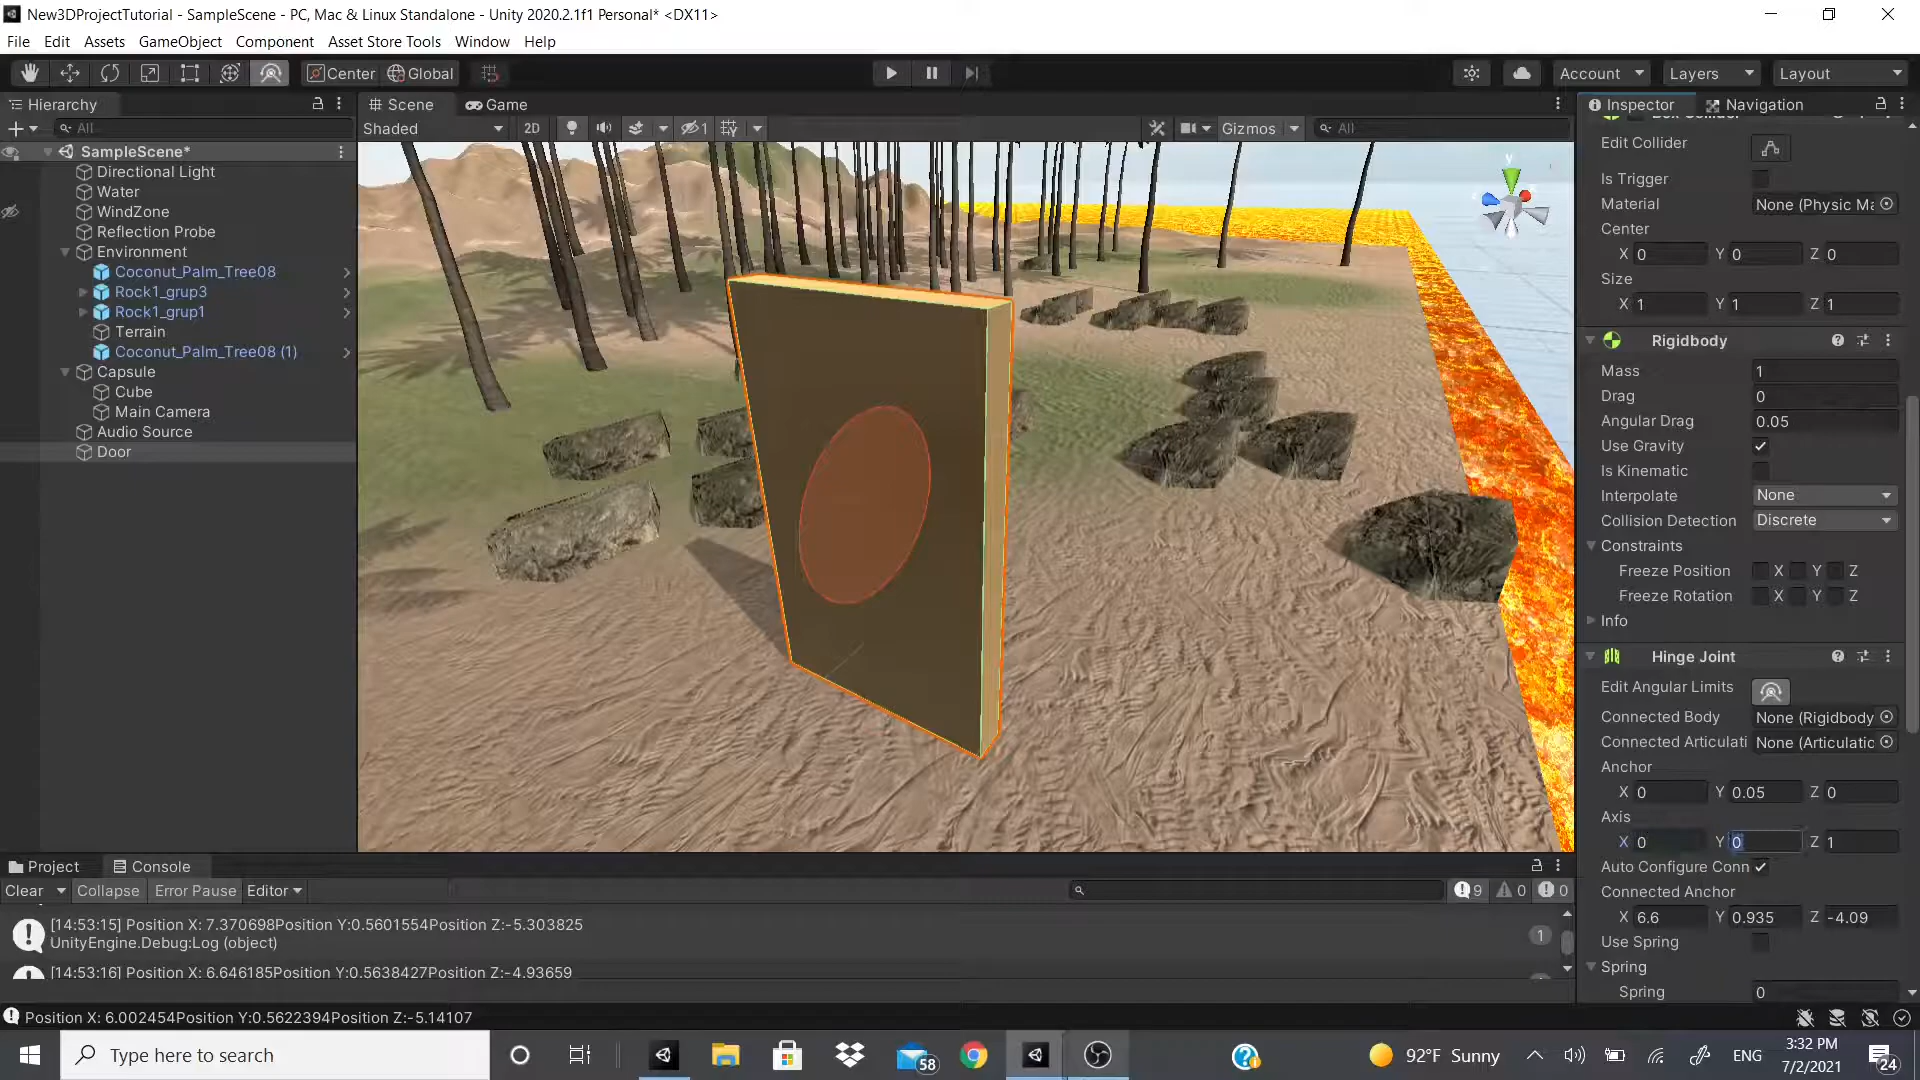 New3DProjectTutorial - SampleScene - PC, Mac & Linux Standalone - Unity 2020.2.1f1 Personal* <DX11>
File Edit Assets GameObject Component Asset Store Tools Window Help
Center Global Account Layers Layout
Hierarchy Scene Game Inspector Navigation
All Shaded 2D 1 Gizmos All
SampleScene*
Directional Light
Water
WindZone
Reflection Probe
Environment
Coconut_Palm_Tree08
Rock1_grup3
Rock1_grup1
Terrain
Coconut_Palm_Tree08 (1)
Capsule
Cube
Main Camera
Audio Source
Door
y
Edit Collider
Is Trigger
Material None (Physic Ma
Center
X 0 Y 0 Z 0
Size
X 1 Y 1 Z 1
Rigidbody
Mass 1
Drag 0
Angular Drag 0.05
Use Gravity
Is Kinematic
Interpolate None
Collision Detection Discrete
Constraints
Freeze Position X Y Z
Freeze Rotation X Y Z
Info
Hinge Joint
Edit Angular Limits
Connected Body None (Rigidbody
Connected Articulati None (Articulatic
Anchor
X 0 Y 0.05 Z 0
Axis
X 0 Y 0 Z 1
Auto Configure Conn
Connected Anchor
X 6.6 Y 0.935 Z -4.09
Use Spring
Spring
Spring 0
Project Console
Clear Collapse Error Pause Editor 9 0 0
[14:53:15] Position X: 7.370698Position Y:0.5601554Position Z:-5.303825
UnityEngine.Debug:Log (object)
1
[14:53:16] Position X: 6.646185Position Y:0.5638427Position Z:-4.93659
Position X: 6.002454Position Y:0.5622394Position Z:-5.14107
Type here to search 58 92°F Sunny ENG 3:32 PM
7/2/2021 24